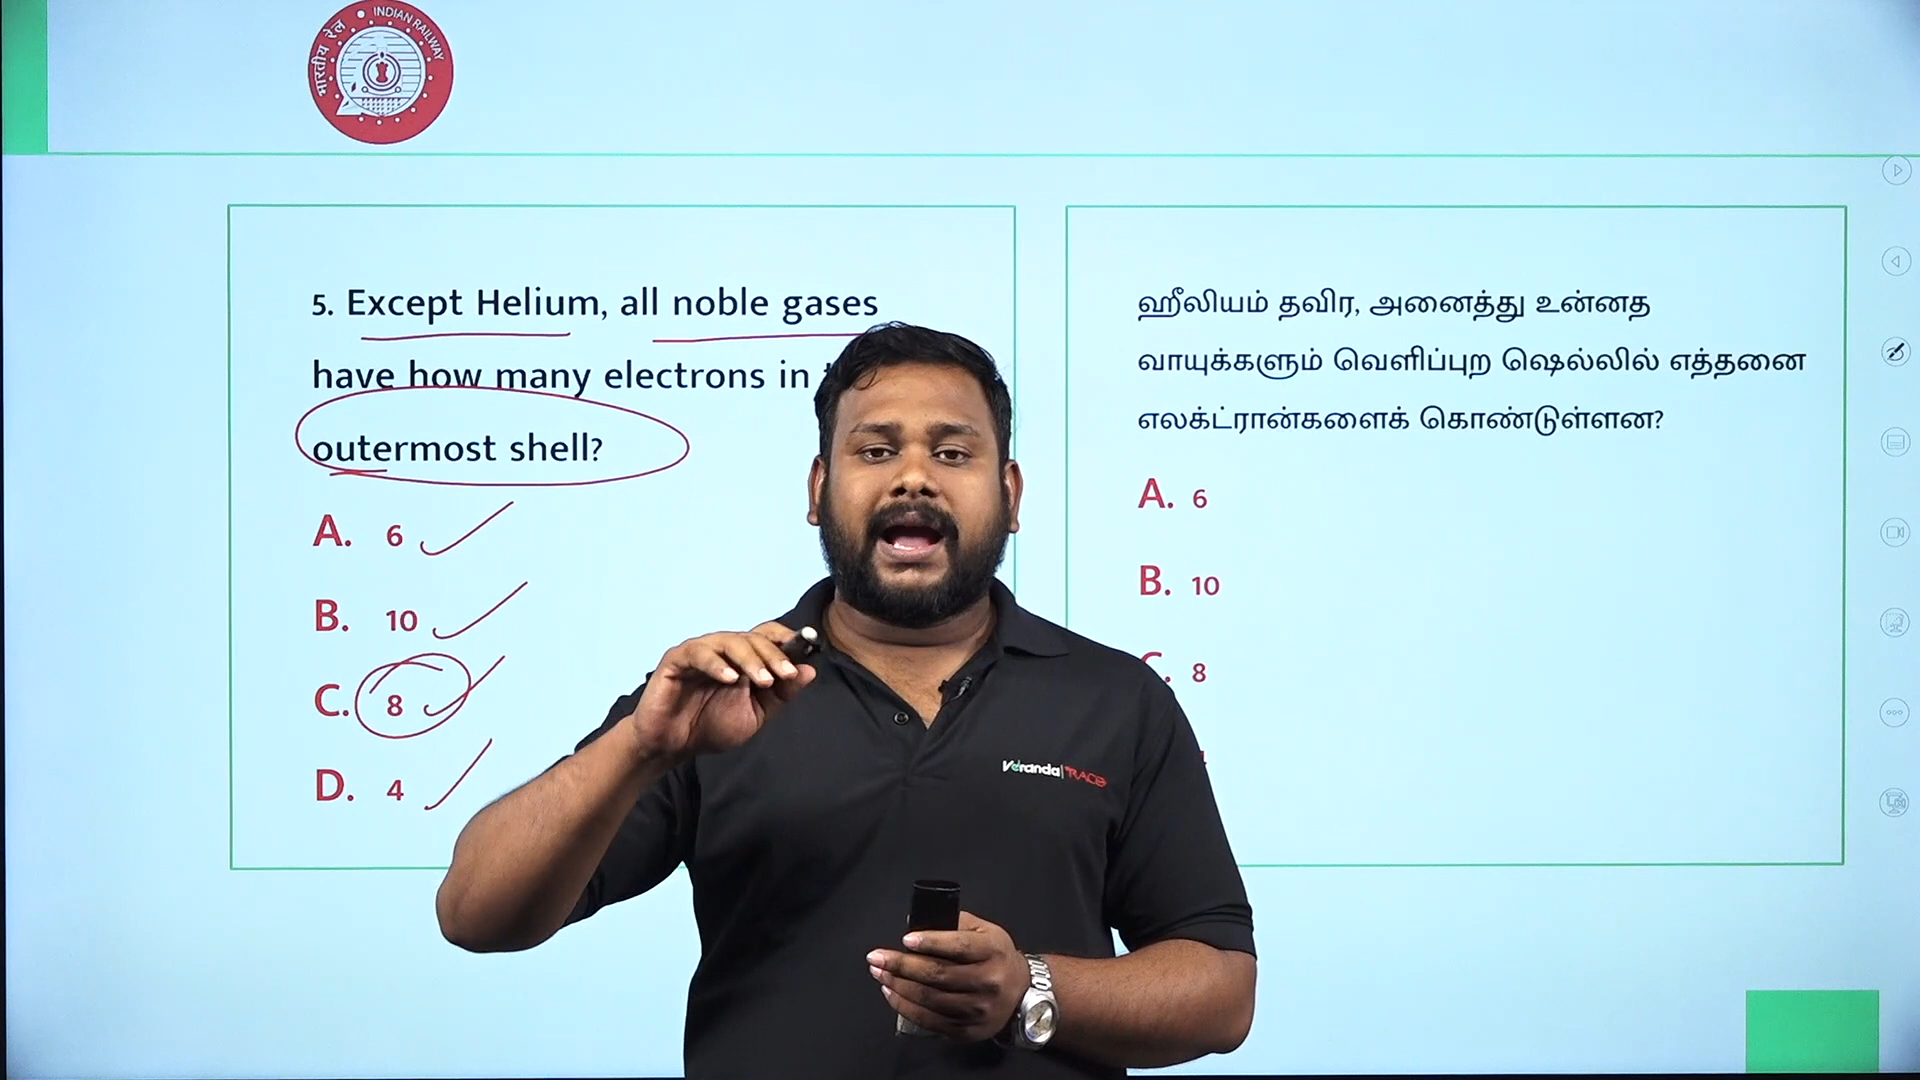 भारतीय रेल
INDIAN RAILWAY
5. Except Helium, all noble gases
have how many electrons in
outermost shell?
A. 6
B. 10
C. 8
D. 4
ஹீலியம் தவிர, அனைத்து உன்னத
வாயுக்களும் வெளிப்புற ஷெல்லில் எத்தனை
எலக்ட்ரான்களைக் கொண்டுள்ளன?
A. 6
B. 10
C. 8
Veranda RACE